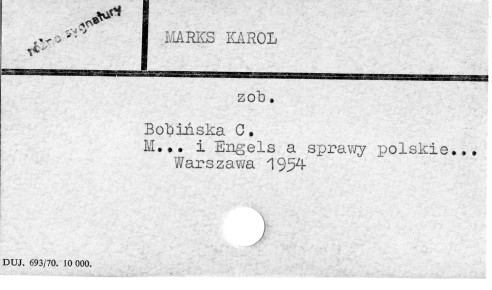 różne sygnatury
MARKS KAROL
zob.
Bobińska C.
M... i Engels a sprawy polskie...
Warszawa 1954
DUJ. 693/70. 10 000.